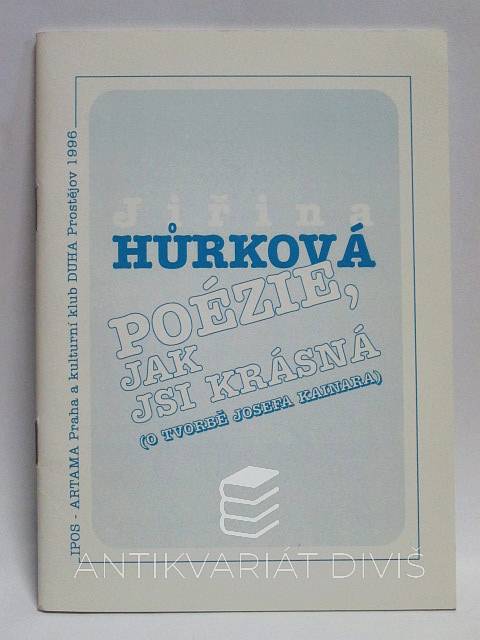 IPOS - ARTAMA Praha a kulturní klub DUHA Prostějov 1996
Jiřina
HŮRKOVÁ
POÉZIE,
JAK
JSI KRÁSNÁ
(O TVORBĚ JOSEFA KAINARA)
ANTIKVARIÁT DIVIŠ